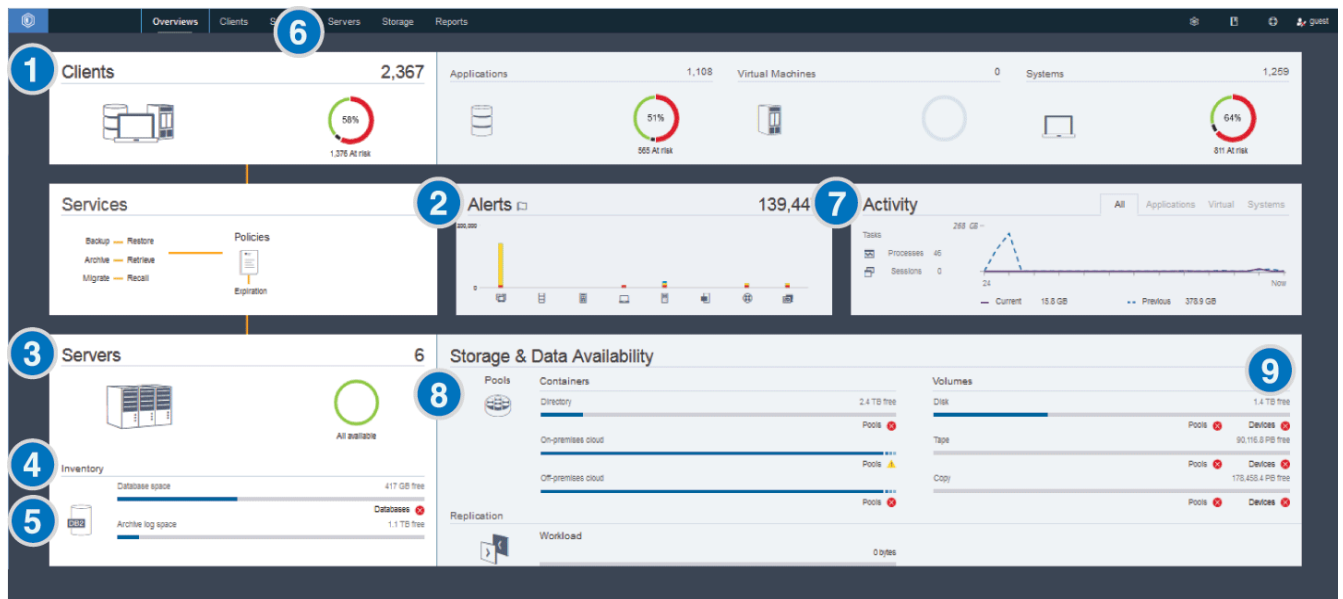 Overviews Clients Servers Storage Reports guest
6
1 Clients 2,367
Applications 1,108 Virtual Machines 0 Systems 1,259
58% 51% 64%
1,376 At risk 565 At risk 811 At risk
Services
2 Alerts 139,44
7 Activity All Applications Virtual Systems
Backup Restore Policies
Archive Retrieve
Migrate Recall
Expiration
0
268 GB
Tasks
Processes 46
Sessions 0
24 Now
Current 15.8 GB Previous 378.9 GB
3 Servers 6
All available
4 Inventory
Database space 417 GB free
Databases
5 DB2 Archive log space 1.1 TB free
Storage & Data Availability
8 Pools Containers
Directory 2.4 TB free
Pools
On-premises cloud
Pools
Off-premises cloud
Pools
9 Volumes
Disk 1.4 TB free
Pools Devices
Tape 90,116.8 PB free
Pools Devices
Copy 178,458.4 PB free
Pools Devices
Replication
Workload
0 bytes